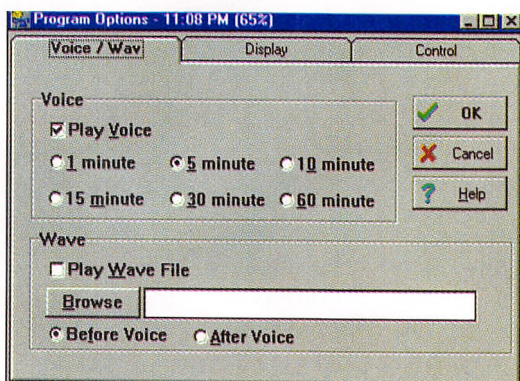 Program Options - 11:08 PM (65%)
Voice / Wav Display Control
Voice
Play Voice
1 minute 5 minute 10 minute
15 minute 30 minute 60 minute
OK
Cancel
Help
Wave
Play Wave File
Browse
Before Voice After Voice